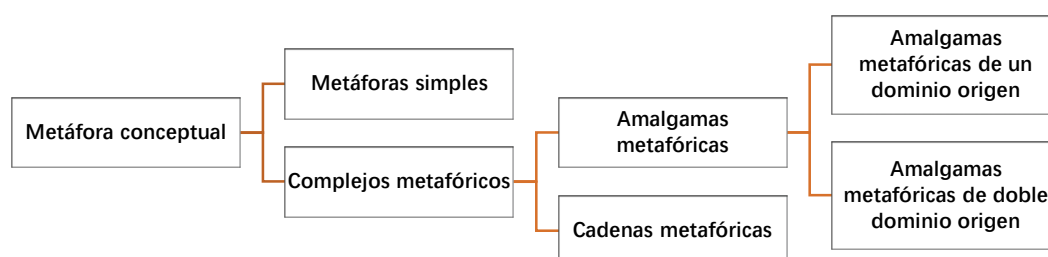 Metáfora conceptual
Metáforas simples
Complejos metafóricos
Amalgamas
metafóricas
Cadenas metafóricas
Amalgamas
metafóricas de un
dominio origen
Amalgamas
metafóricas de doble
dominio origen